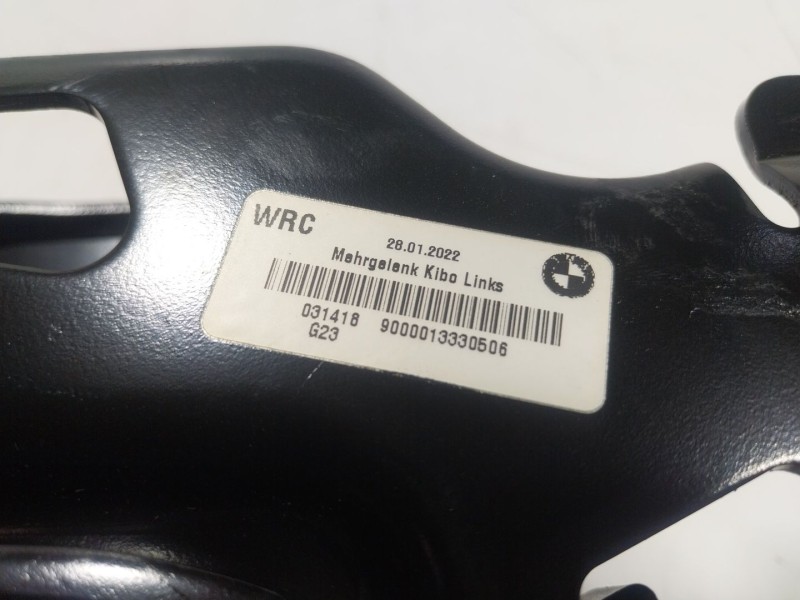 WRC
28.01.2022
Mehrgelenk Kibo Links
031418 9000013330506
G23